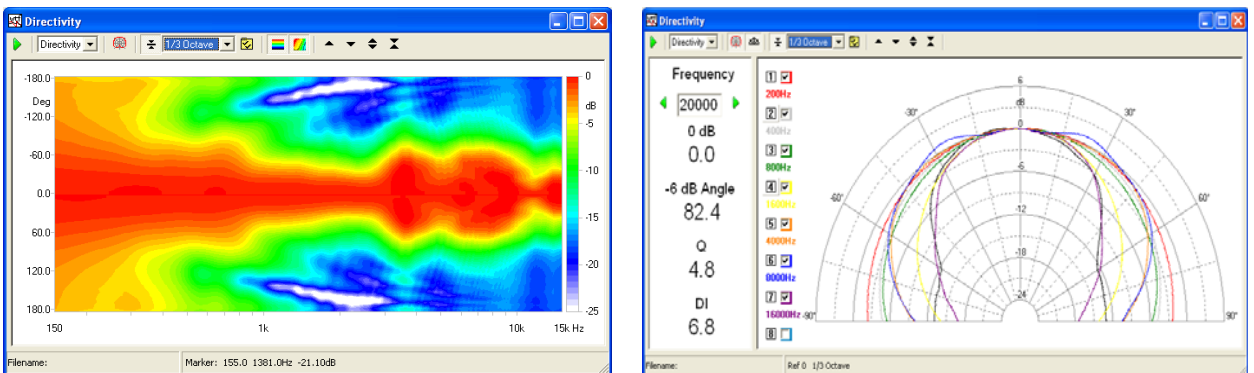 Directivity
Directivity 1/3 Octave
-180.0
Deg
-120.0
-60.0
0.0
60.0
120.0
180.0
150 1k 10k 15k Hz
0
dB
-5
-10
-15
-20
-25
Filename: Marker: 155.0 1381.0Hz -21.10dB
Directivity
Directivity 1/3 Octave
Frequency
20000
0 dB
0.0
-6 dB Angle
82.4
Q
4.8
DI
6.8
1
200Hz
2
400Hz
3
800Hz
4
1600Hz
5
4000Hz
6
8000Hz
7
16000Hz
8
6
dB
0
-6
-12
-18
-24
-30° 30°
-60° 60°
-90° 90°
Filename: Ref 0 1/3 Octave